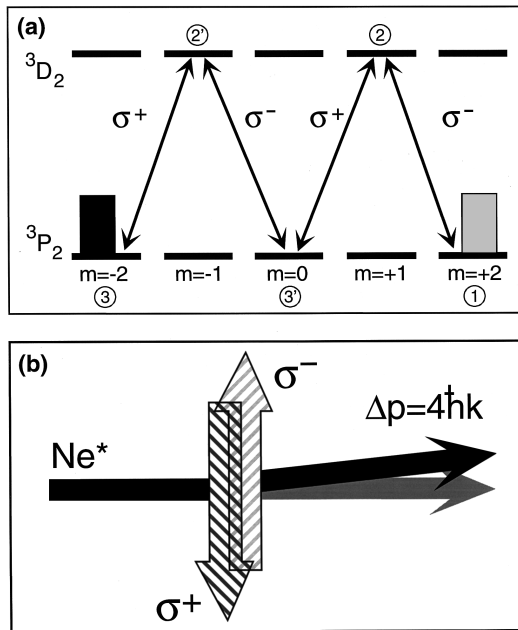 (a)
②' ②
³D₂
σ⁺ σ⁻ σ⁺ σ⁻
³P₂
m=-2 m=-1 m=0 m=+1 m=+2
③ ③' ①
(b)
σ⁻
Δp=4ħk
Ne*
σ⁺